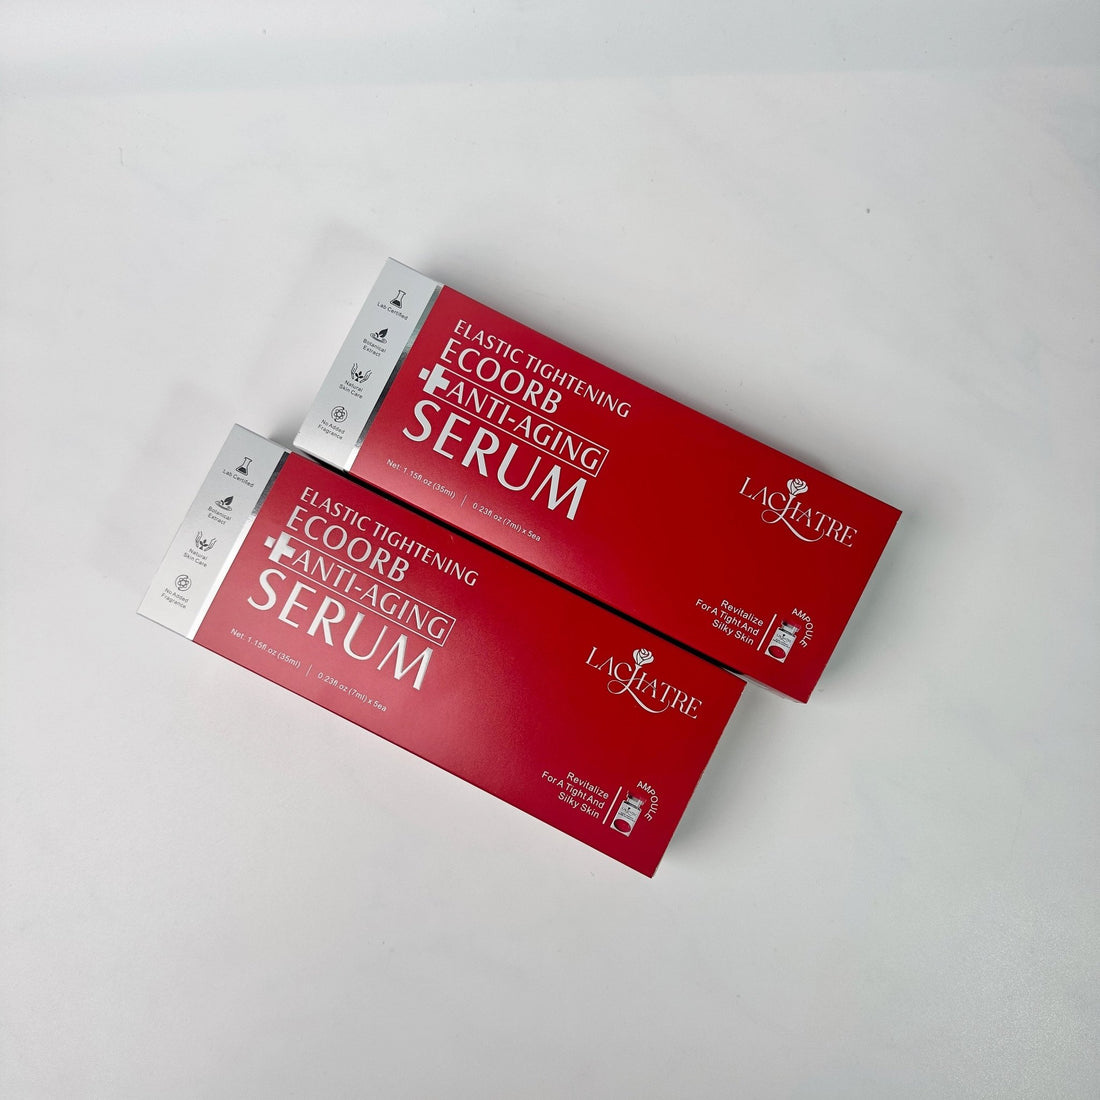 Lab Certified
Botanical
Extract
Natural
Skin Care
No Added
Fragrance
ELASTIC TIGHTENING
ECOORB
ANTI-AGING
SERUM
Net: 1.15fl.oz (35ml) | 0.23fl.oz (7ml) x 5ea
LACHATRE
Revitalize
For A Tight And
Silky Skin
AMPOULE
Lab Certified
Botanical
Extract
Natural
Skin Care
No Added
Fragrance
ELASTIC TIGHTENING
ECOORB
ANTI-AGING
SERUM
Net: 1.15fl.oz (35ml) | 0.23fl.oz (7ml) x 5ea
LACHATRE
Revitalize
For A Tight And
Silky Skin
AMPOULE